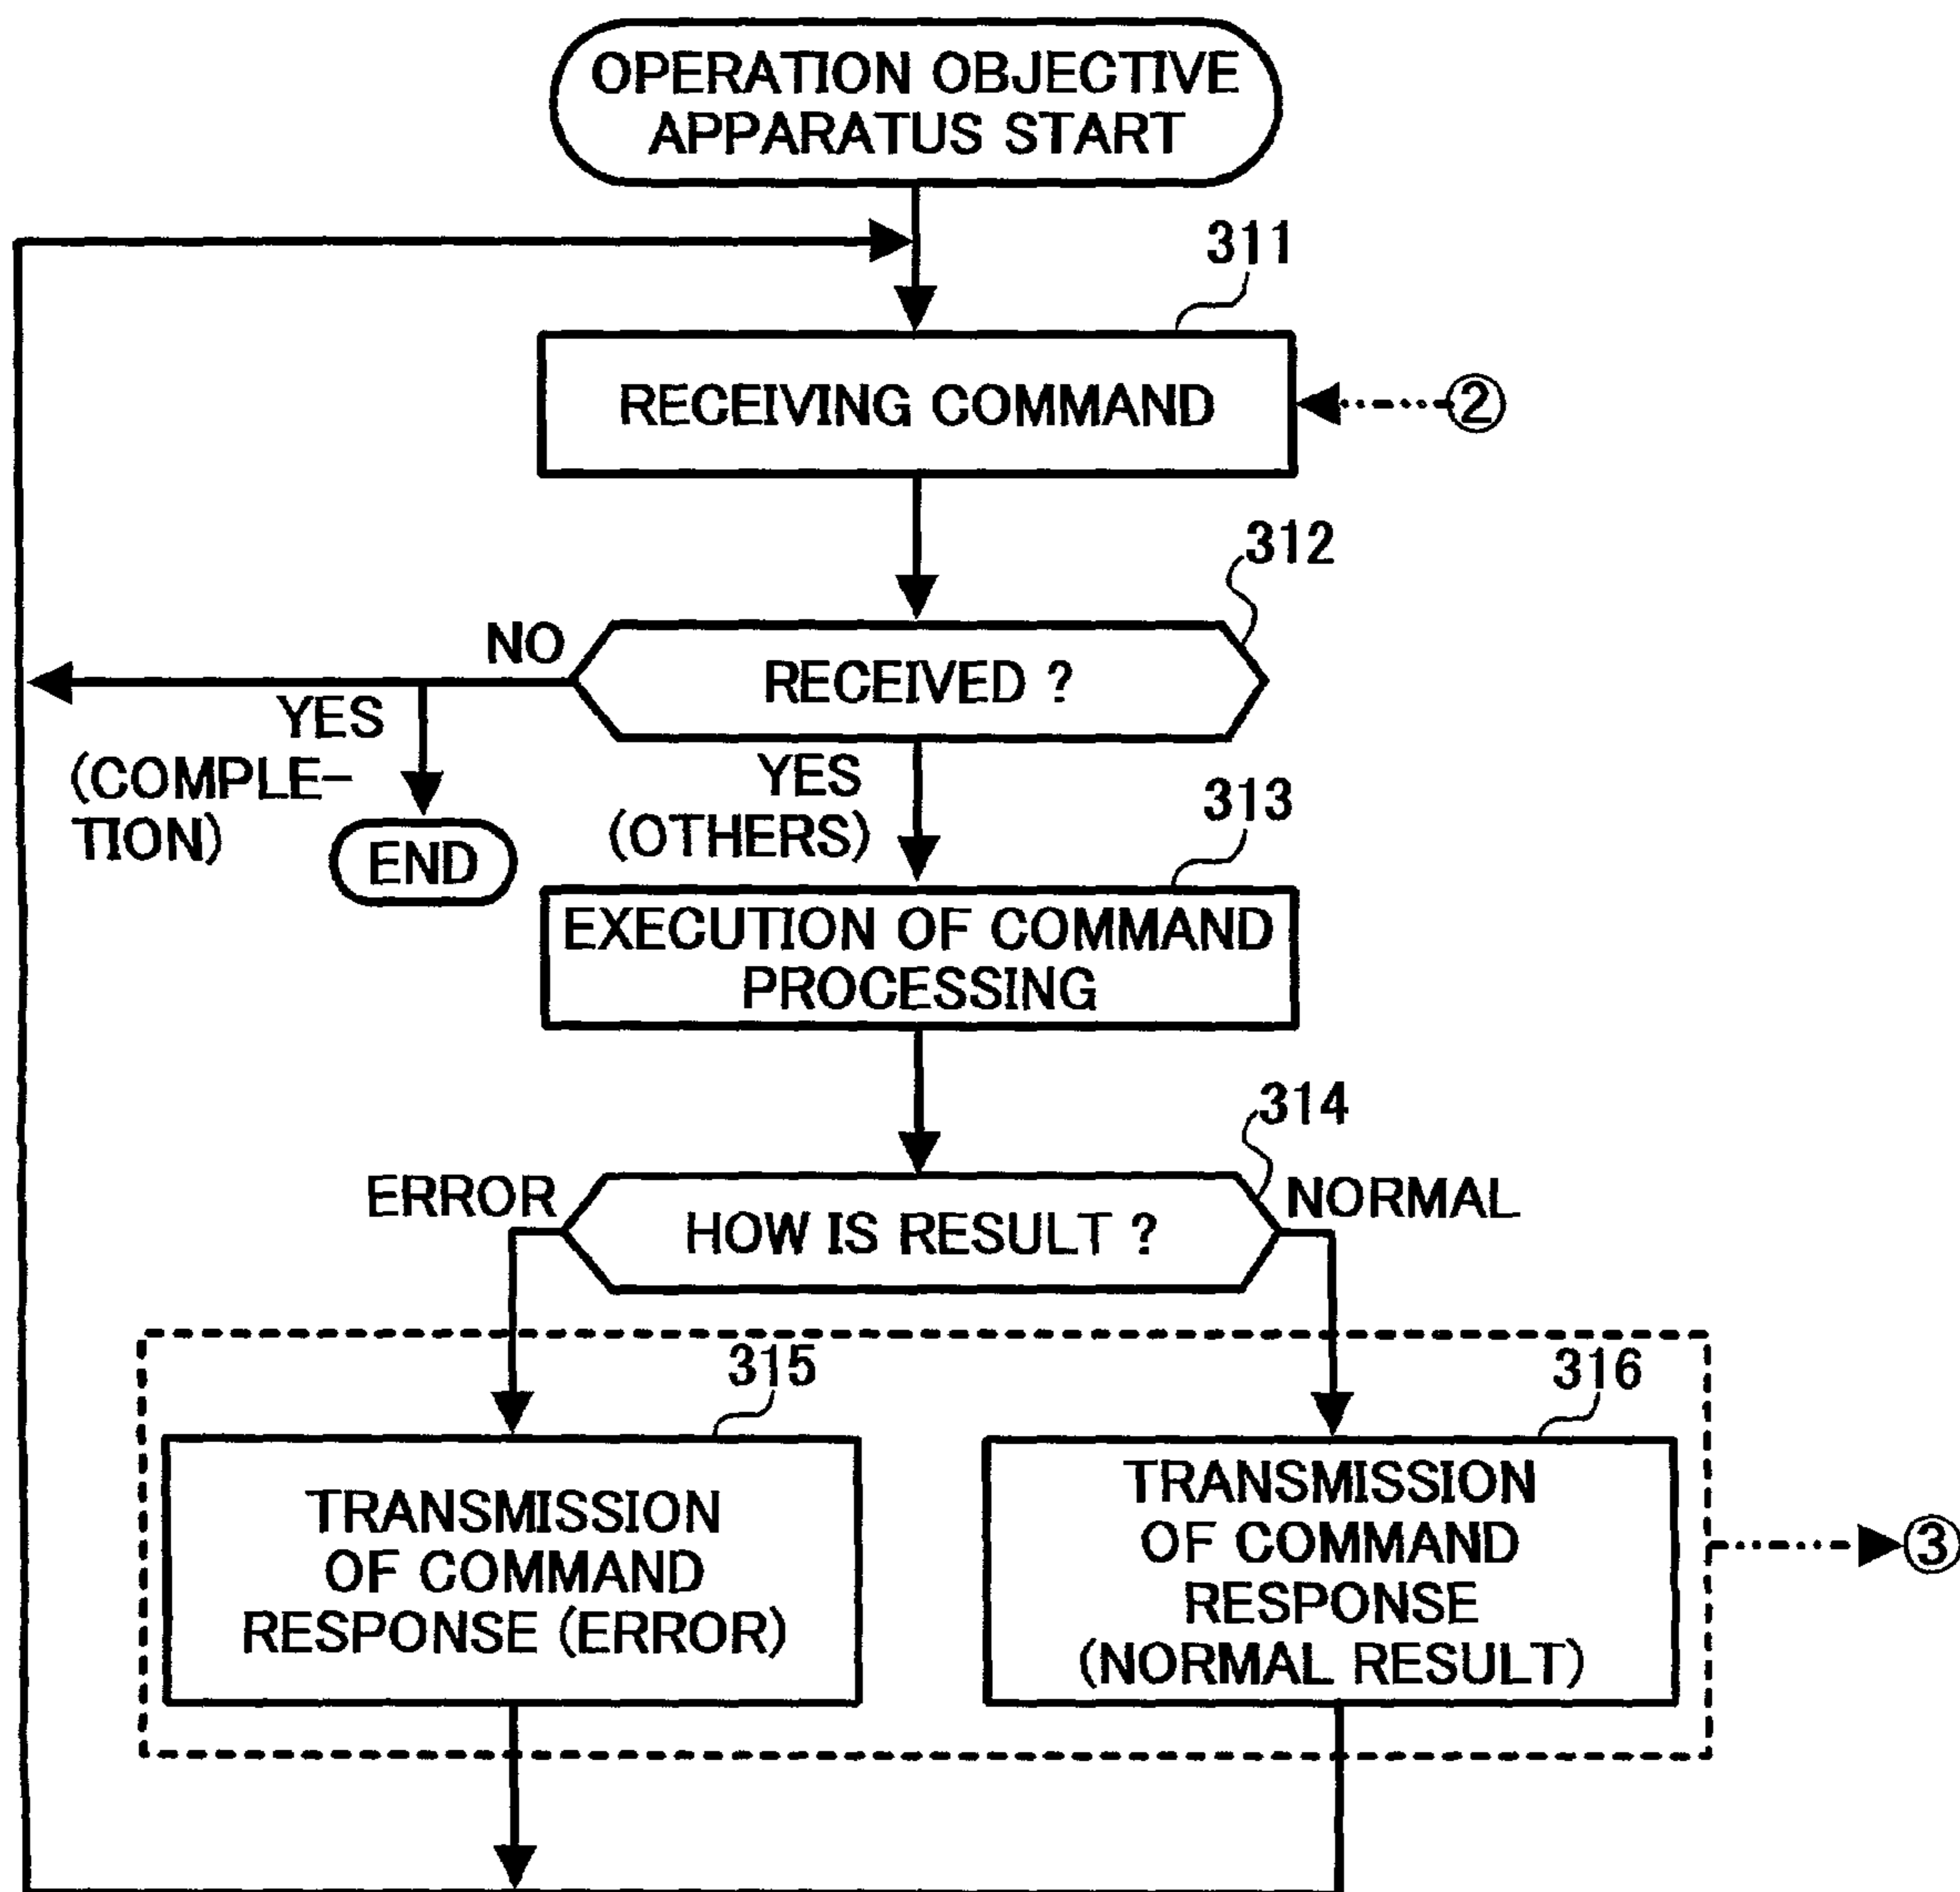 OPERATION OBJECTIVE
APPARATUS START
311
RECEIVING COMMAND
②
312
NO
RECEIVED ?
YES
(COMPLE-
TION)
END
YES
(OTHERS)
313
EXECUTION OF COMMAND
PROCESSING
314
ERROR
HOW IS RESULT ?
NORMAL
315
TRANSMISSION
OF COMMAND
RESPONSE (ERROR)
316
TRANSMISSION
OF COMMAND
RESPONSE
(NORMAL RESULT)
③